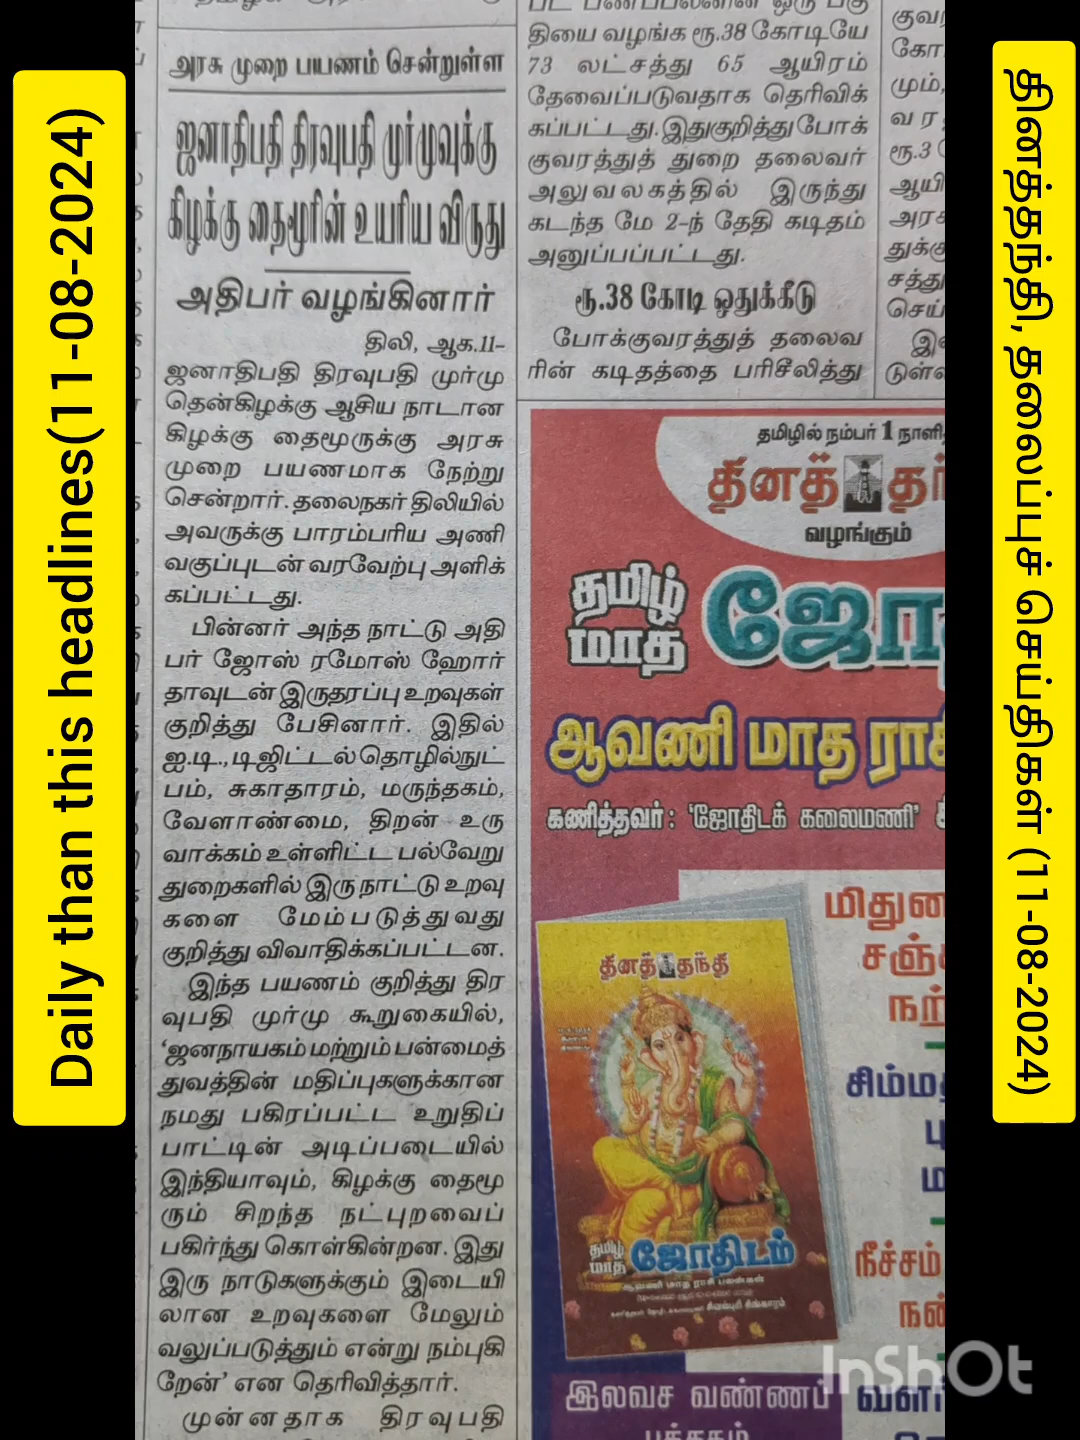 Daily than this headlines(11-08-2024)
அரசு முறை பயணம் சென்றுள்ள
ஜனாதிபதி திரவுபதி முர்முவுக்கு
கிழக்கு தைமூரின் உயரிய விருது
அதிபர் வழங்கினார்
திலி, ஆக.11-
ஜனாதிபதி திரவுபதி முர்மு
தென்கிழக்கு ஆசிய நாடான
கிழக்கு தைமூருக்கு அரசு
முறை பயணமாக நேற்று
சென்றார். தலைநகர் திலியில்
அவருக்கு பாரம்பரிய அணி
வகுப்புடன் வரவேற்பு அளிக்
கப்பட்டது.
பின்னர் அந்த நாட்டு அதி
பர் ஜோஸ் ரமோஸ் ஹோர்
தாவுடன் இருதரப்பு உறவுகள்
குறித்து பேசினார். இதில்
ஐ.டி., டிஜிட்டல் தொழில்நுட்
பம், சுகாதாரம், மருந்தகம்,
வேளாண்மை, திறன் உரு
வாக்கம் உள்ளிட்ட பல்வேறு
துறைகளில் இரு நாட்டு உறவு
களை மேம்படுத்துவது
குறித்து விவாதிக்கப்பட்டன.
இந்த பயணம் குறித்து திர
வுபதி முர்மு கூறுகையில்,
'ஜனநாயகம் மற்றும் பன்மைத்
துவத்தின் மதிப்புகளுக்கான
நமது பகிரப்பட்ட உறுதிப்
பாட்டின் அடிப்படையில்
இந்தியாவும், கிழக்கு தைமூ
ரும் சிறந்த நட்புறவைப்
பகிர்ந்து கொள்கின்றன. இது
இரு நாடுகளுக்கும் இடையி
லான உறவுகளை மேலும்
வலுப்படுத்தும் என்று நம்புகி
றேன்' என தெரிவித்தார்.
முன்னதாக திரவுபதி
தியை வழங்க ரூ.38 கோடியே
73 லட்சத்து 65 ஆயிரம்
தேவைப்படுவதாக தெரிவிக்
கப்பட்டது. இதுகுறித்து போக்
குவரத்துத் துறை தலைவர்
அலுவலகத்தில் இருந்து
கடந்த மே 2-ந் தேதி கடிதம்
அனுப்பப்பட்டது.
ரூ.38 கோடி ஒதுக்கீடு
போக்குவரத்துத் தலைவ
ரின் கடிதத்தை பரிசீலித்து
தமிழில் நம்பர் 1
தினத்
வழங்கும்
தமிழ்
மாத
ஆவணி மாத
கணித்தவர் : 'ஜோதிடக் கலைமணி'
தினத்தந்தி
தமிழ்
மாத ஜோதிடம்
ஆவணி மாத ராசி பலன்கள்
நீச்சம்
இலவச வண்ணப்
தினத்தந்தி, தலைப்புச் செய்திகள் (11-08-2024)
InShOt